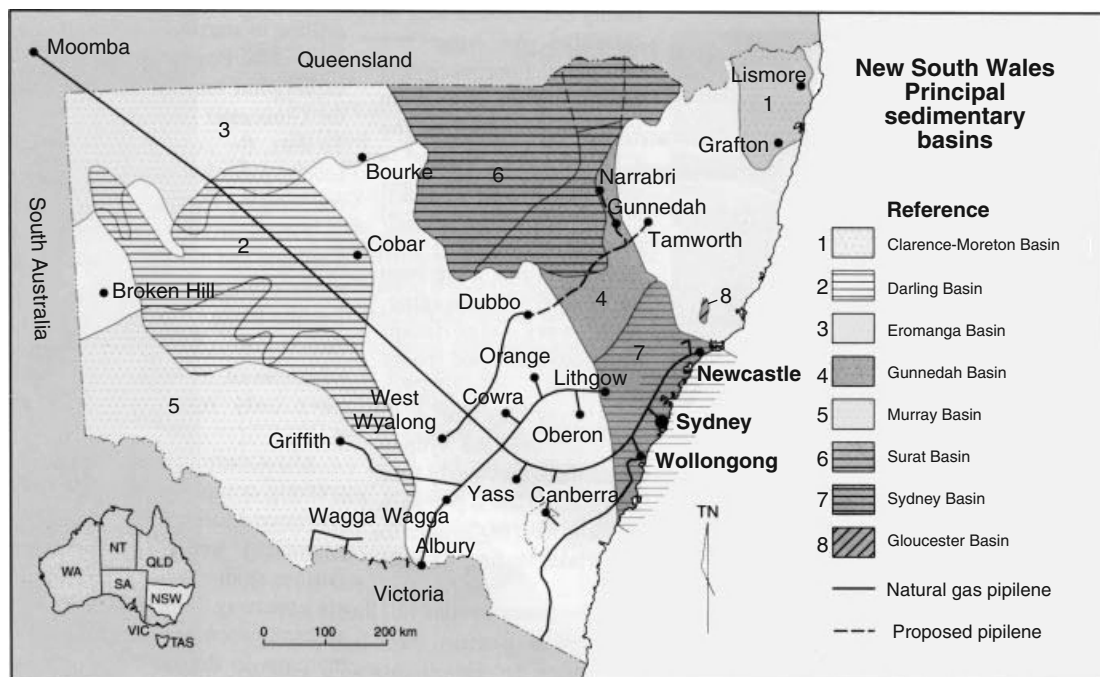 Moomba
Queensland
Lismore
1
Grafton
3
Bourke
6
Narrabri
Gunnedah
Tamworth
South Australia
2
Cobar
Broken Hill
Dubbo
4
8
Orange
7
Lithgow
Newcastle
5
West
Wyalong
Cowra
Oberon
Sydney
Griffith
Wollongong
Yass
Canberra
Wagga Wagga
Albury
Victoria
TN
WA
NT
QLD
SA
NSW
VIC
TAS
0 100 200 km
New South Wales
Principal
sedimentary
basins
Reference
1 Clarence-Moreton Basin
2 Darling Basin
3 Eromanga Basin
4 Gunnedah Basin
5 Murray Basin
6 Surat Basin
7 Sydney Basin
8 Gloucester Basin
Natural gas pipilene
Proposed pipilene